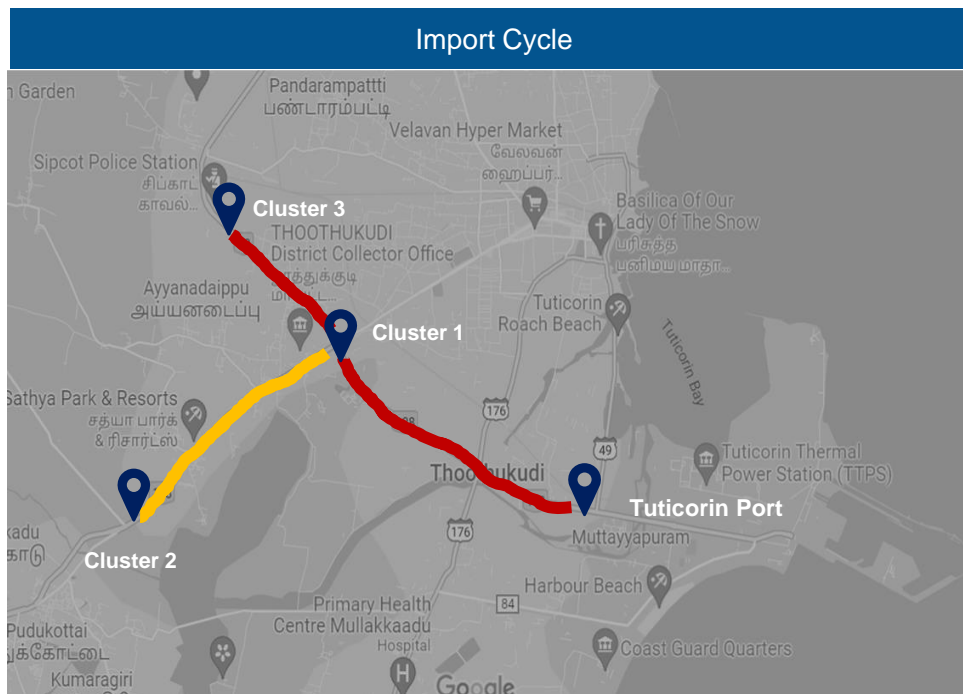 Import Cycle
n Garden
Pandarampattti
பண்டாரம்பட்டி
Velavan Hyper Market
வேலவன்
ஹைப்பர்...
Sipcot Police Station
சிப்காட்
காவல்...
Cluster 3
Basilica Of Our
Lady Of The Snow
பரிசுத்த
பனிமய மாதா...
THOOTHUKUDI
District Collector Office
Ayyanadaippu
அய்யனடைப்பு
Tuticorin
Roach Beach
Cluster 1
Tuticorin Bay
Sathya Park & Resorts
சத்யா பார்க்
& ரிசார்ட்ஸ்
176
49
Thoothukudi
Tuticorin Thermal
Power Station (TTPS)
Tuticorin Port
176
Muttayyapuram
kadu
காடு
Cluster 2
Harbour Beach
84
Primary Health
Centre Mullakkaadu
Hospital
Pudukottai
துக்கோட்டை
Coast Guard Quarters
Kumaragiri
H
Google